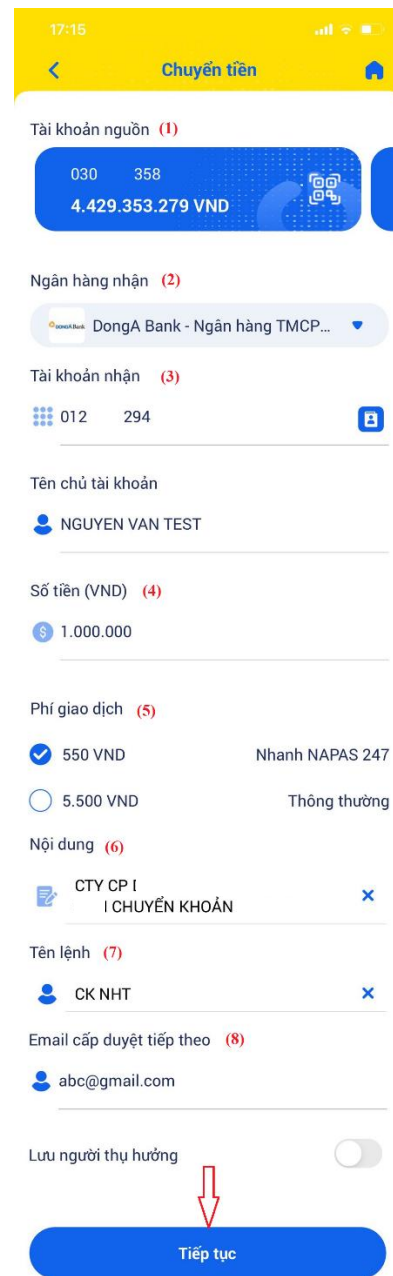 17:15
Chuyển tiền
Tài khoản nguồn (1)
030 358
4.429.353.279 VND
Ngân hàng nhận (2)
DONGA Bank DongA Bank - Ngân hàng TMCP...
Tài khoản nhận (3)
012 294
Tên chủ tài khoản
NGUYEN VAN TEST
Số tiền (VND) (4)
$ 1.000.000
Phí giao dịch (5)
550 VND Nhanh NAPAS 247
5.500 VND Thông thường
Nội dung (6)
CTY CP
CHUYỂN KHOẢN
Tên lệnh (7)
CK NHT
Email cấp duyệt tiếp theo (8)
abc@gmail.com
Lưu người thụ hưởng
Tiếp tục